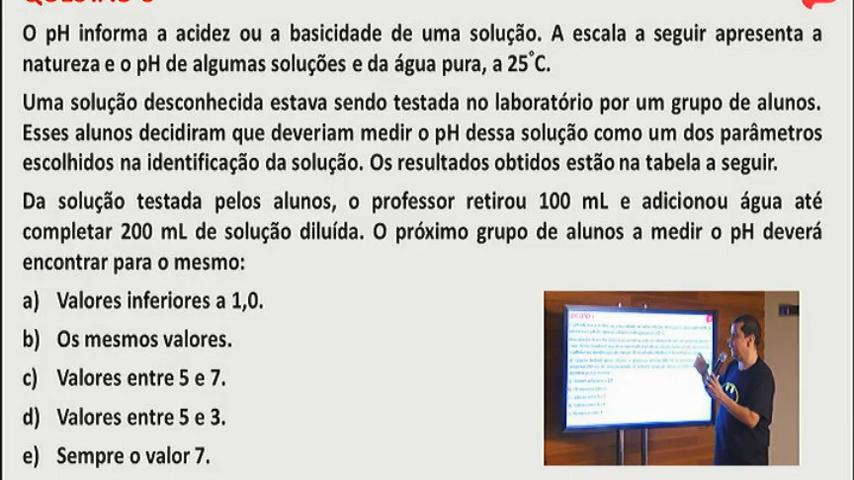 O pH informa a acidez ou a basicidade de uma solução. A escala a seguir apresenta a
natureza e o pH de algumas soluções e da água pura, a 25°C.
Uma solução desconhecida estava sendo testada no laboratório por um grupo de alunos.
Esses alunos decidiram que deveriam medir o pH dessa solução como um dos parâmetros
escolhidos na identificação da solução. Os resultados obtidos estão na tabela a seguir.
Da solução testada pelos alunos, o professor retirou 100 mL e adicionou água até
completar 200 mL de solução diluída. O próximo grupo de alunos a medir o pH deverá
encontrar para o mesmo:
a) Valores inferiores a 1,0.
b) Os mesmos valores.
c) Valores entre 5 e 7.
d) Valores entre 5 e 3.
e) Sempre o valor 7.